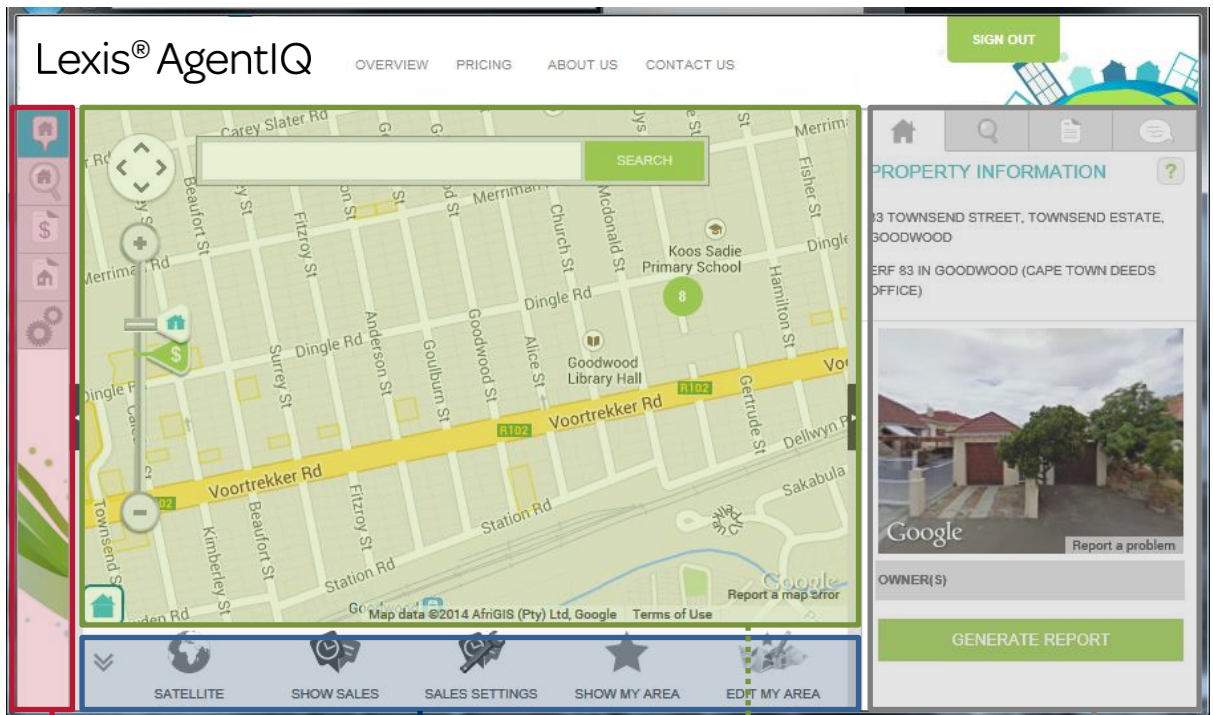 Lexis® AgentIQ
OVERVIEW PRICING ABOUT US CONTACT US
SIGN OUT
SEARCH
Carey Slater Rd
Merriman Rd
Beaufort St
Fitzroy St
Church St
Mcdonald St
Fisher St
Koos Sadie
Primary School
8
Dingle Rd
Dingle Rd
Hamilton St
Surrey St
Anderson St
Goulburn St
Goodwood St
Alice St
Goodwood
Library Hall
R102
R102
Gertrude St
Voortrekker Rd
Voortrekker Rd
Sakabula
Station Rd
Station Rd
Kimberley St
Beaufort St
Fitzroy St
$
$
Google
Report a map error
Map data ©2014 AfriGIS (Pty) Ltd, Google Terms of Use
SATELLITE
SHOW SALES
SALES SETTINGS
SHOW MY AREA
EDIT MY AREA
PROPERTY INFORMATION
?
83 TOWNSEND STREET, TOWNSEND ESTATE,
GOODWOOD
ERF 83 IN GOODWOOD (CAPE TOWN DEEDS
OFFICE)
Google
Report a problem
OWNER(S)
GENERATE REPORT